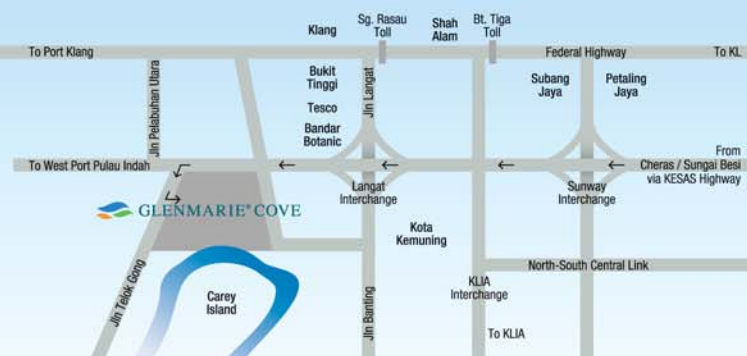 Sg. Rasau
Toll
Bt. Tiga
Toll
Klang
Shah
Alam
To Port Klang
Federal Highway
To KL
Jln Pelabuhan Utara
Bukit
Tinggi
Jln Langat
Subang
Jaya
Petaling
Jaya
Tesco
Bandar
Botanic
To West Port Pulau Indah
From
Cheras / Sungai Besi
via KESAS Highway
Langat
Interchange
Sunway
Interchange
GLENMARIE® COVE
Kota
Kemuning
North-South Central Link
Jln Telok Gong
Carey
Island
Jln Banting
KLIA
Interchange
To KLIA